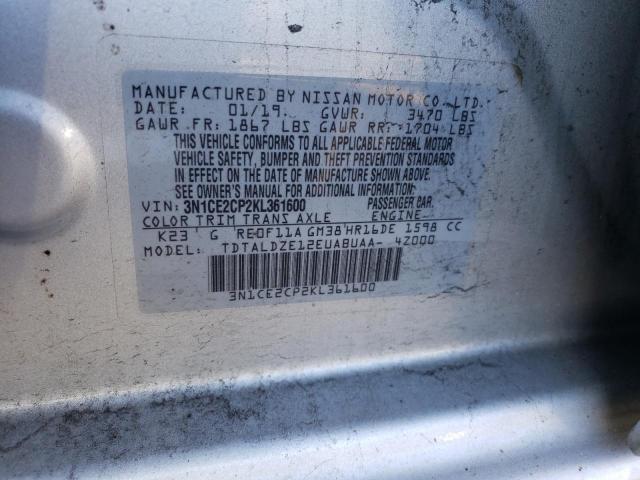 MANUFACTURED BY NISSAN MOTOR CO., LTD.
DATE: 01/19 GVWR: 3470 LBS
GAWR FR: 1867 LBS GAWR RR: 1704 LBS
THIS VEHICLE CONFORMS TO ALL APPLICABLE FEDERAL MOTOR
VEHICLE SAFETY, BUMPER AND THEFT PREVENTION STANDARDS
IN EFFECT ON THE DATE OF MANUFACTURE SHOWN ABOVE.
SEE OWNER'S MANUAL FOR ADDITIONAL INFORMATION.
VIN: 3N1CE2CP2KL361600 PASSENGER CAR
COLOR TRIM TRANS AXLE ENGINE
K23 G RE0F11A GM38 HR16DE 1598 CC
TDTALDZE12EUABUAA- 4Z000
3N1CE2CP2KL361600